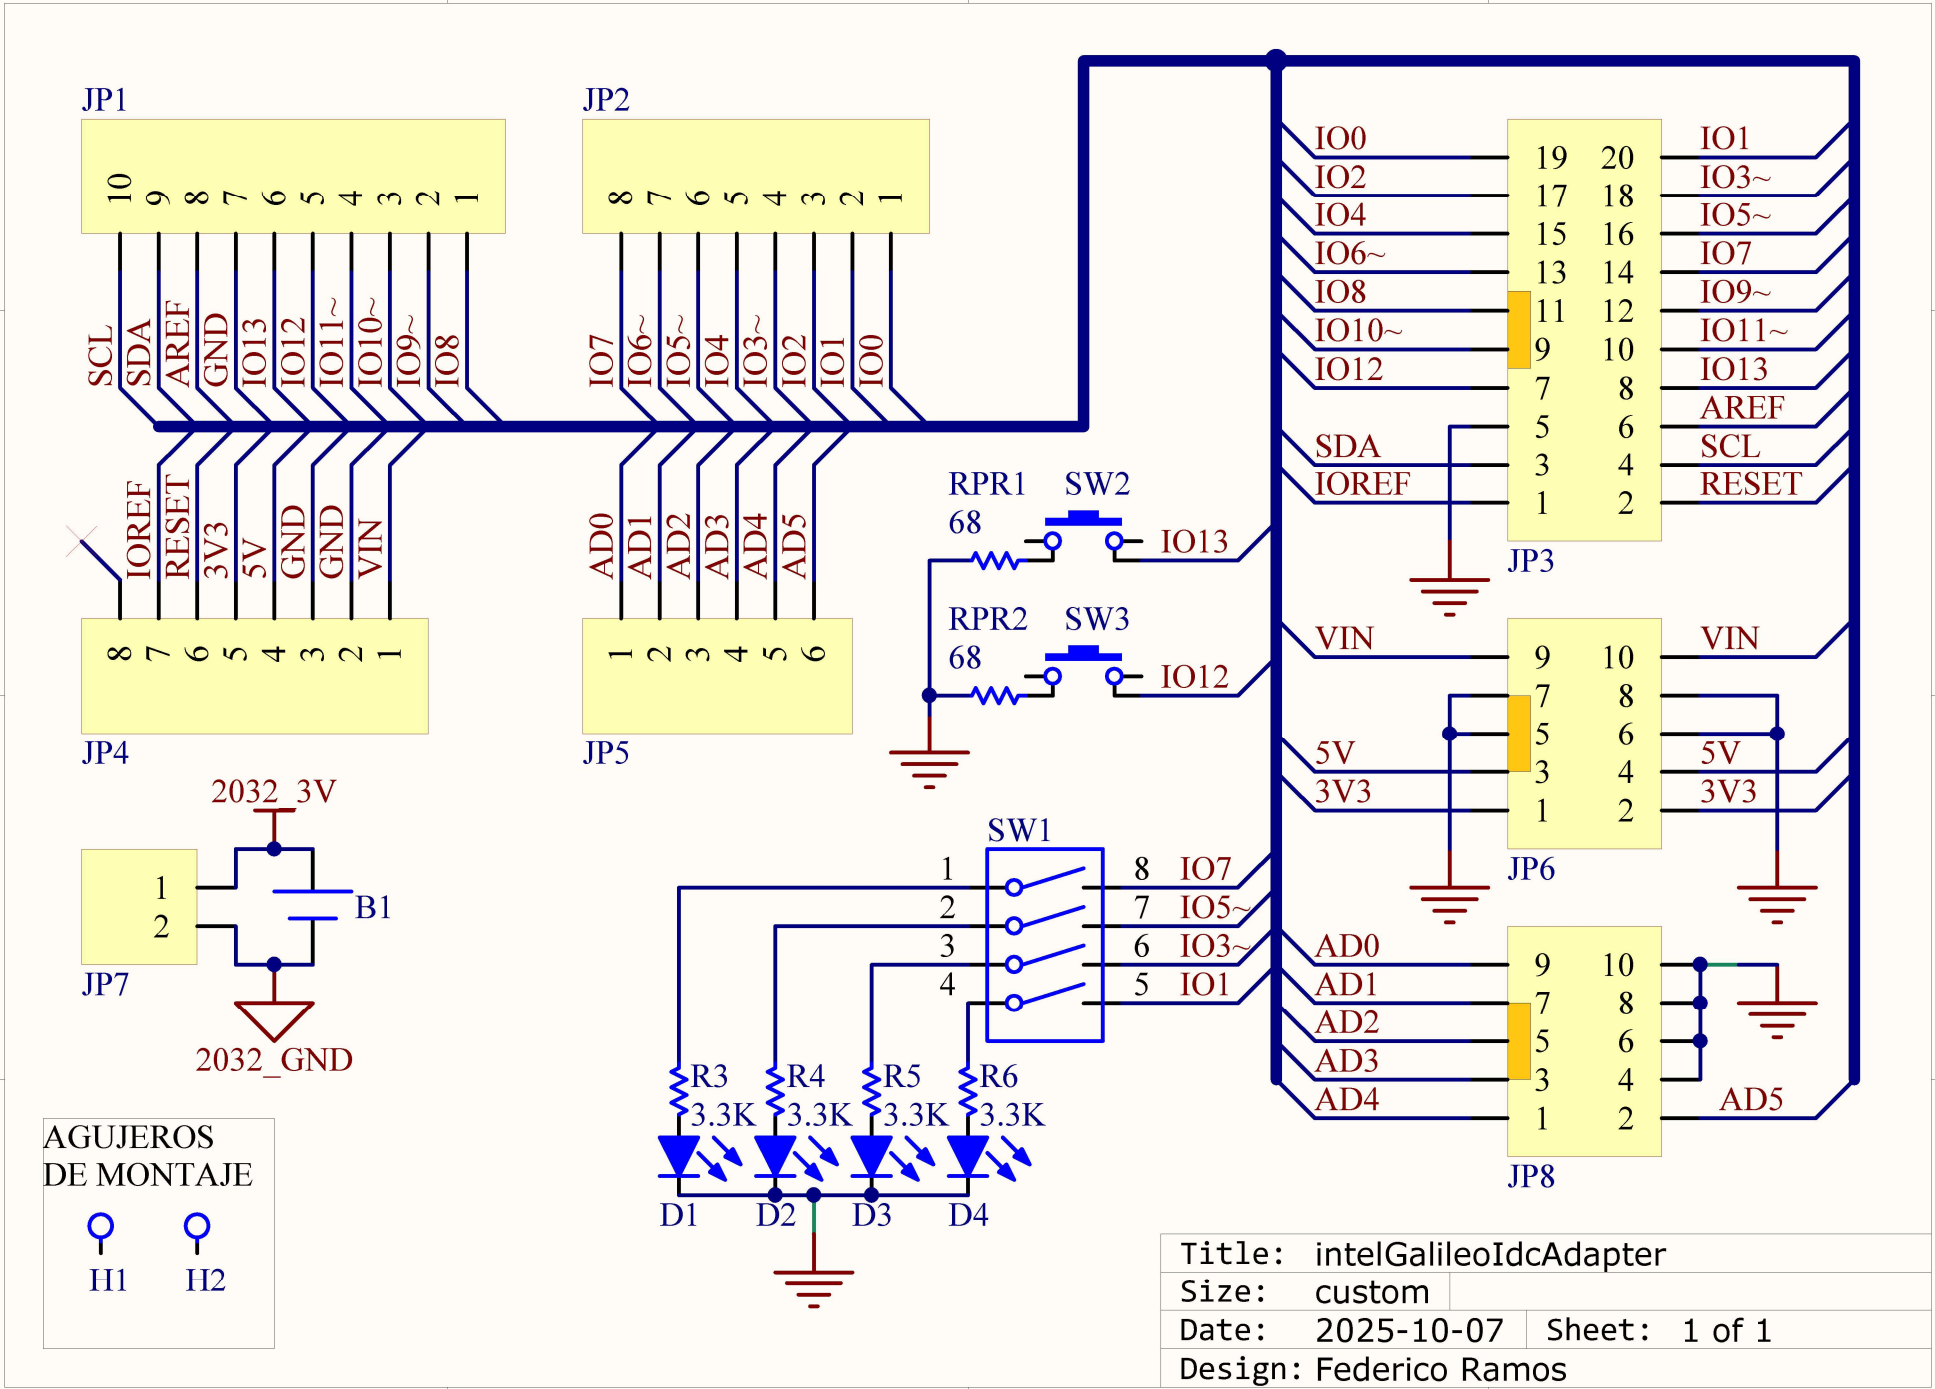 JP1
10 9 8 7 6 5 4 3 2 1
SCL SDA AREF GND IO13 IO12 IO11~ IO10~ IO9~ IO8
JP2
8 7 6 5 4 3 2 1
IO7 IO6~ IO5~ IO4 IO3~ IO2 IO1 IO0
IOREF RESET 3V3 5V GND GND VIN
8 7 6 5 4 3 2 1
JP4
AD0 AD1 AD2 AD3 AD4 AD5
1 2 3 4 5 6
JP5
RPR1 SW2
68
IO13
RPR2 SW3
68
IO12
IO0 19 20 IO1
IO2 17 18 IO3~
IO4 15 16 IO5~
IO6~ 13 14 IO7
IO8 11 12 IO9~
IO10~ 9 10 IO11~
IO12 7 8 IO13
5 6 AREF
SDA 3 4 SCL
IOREF 1 2 RESET
JP3
VIN 9 10 VIN
7 8
5 6
5V 3 4 5V
3V3 1 2 3V3
JP6
AD0 9 10
AD1 7 8
AD2 5 6
AD3 3 4
AD4 1 2 AD5
JP8
2032_3V
1
2
B1
JP7
2032_GND
SW1
1 8 IO7
2 7 IO5~
3 6 IO3~
4 5 IO1
R3 R4 R5 R6
3.3K 3.3K 3.3K 3.3K
D1 D2 D3 D4
AGUJEROS
DE MONTAJE
H1 H2
Title: intelGalileoIdcAdapter
Size: custom
Date: 2025-10-07 Sheet: 1 of 1
Design: Federico Ramos